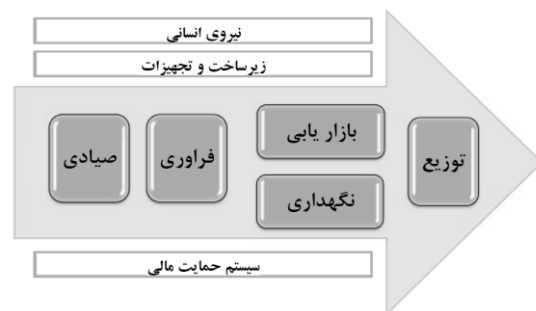 نیروی انسانی
زیرساخت و تجهیزات
صیادی
فراوری
بازار یابی
نگهداری
توزیع
سیستم حمایت مالی